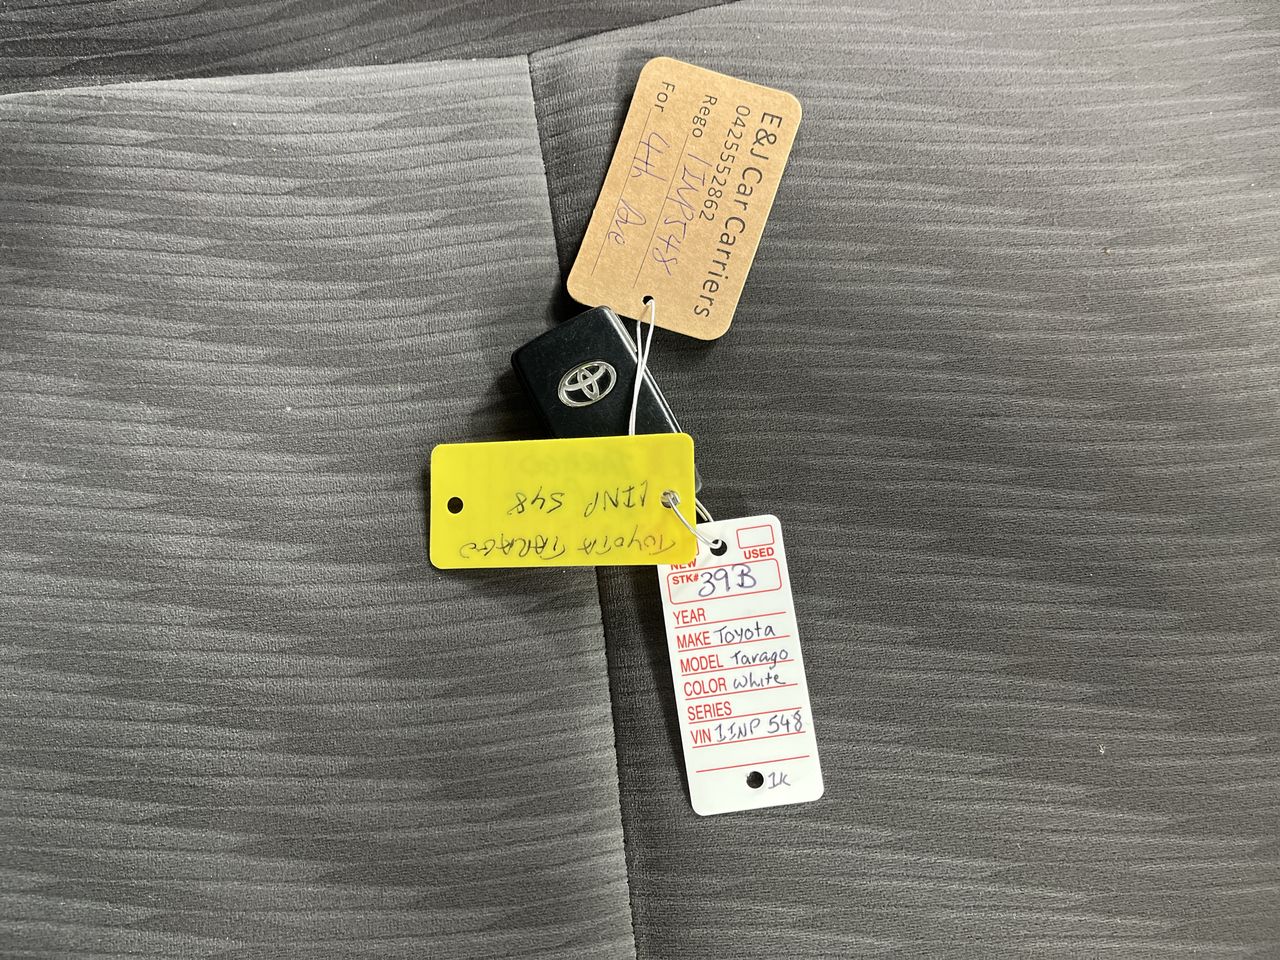 E&J Car Carriers
0425552862
Rego 1INP548
For 4th Ave
1INP 548
TOYOTA TARAGO
NEW USED
STK# 39B
YEAR
MAKE Toyota
MODEL Tarago
COLOR White
SERIES
VIN 1INP 548
1K